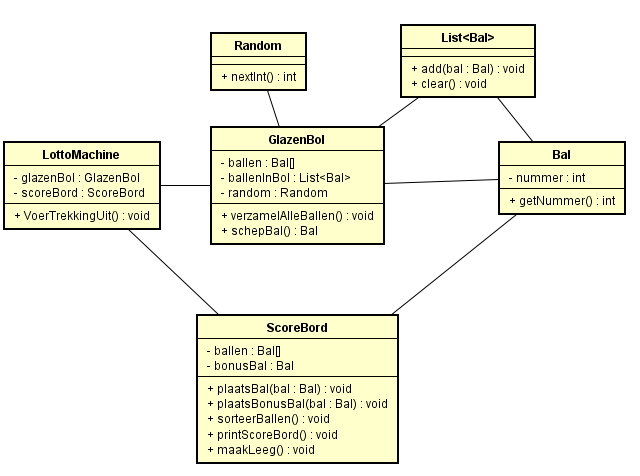 Random
+ nextInt() : int
List<Bal>
+ add(bal : Bal) : void
+ clear() : void
LottoMachine
- glazenBol : GlazenBol
- scoreBord : ScoreBord
+ VoerTrekkingUit() : void
GlazenBol
- ballen : Bal[]
- ballenInBol : List<Bal>
- random : Random
+ verzamelAlleBallen() : void
+ schepBal() : Bal
Bal
- nummer : int
+ getNummer() : int
ScoreBord
- ballen : Bal[]
- bonusBal : Bal
+ plaatsBal(bal : Bal) : void
+ plaatsBonusBal(bal : Bal) : void
+ sorteerBallen() : void
+ printScoreBord() : void
+ maakLeeg() : void